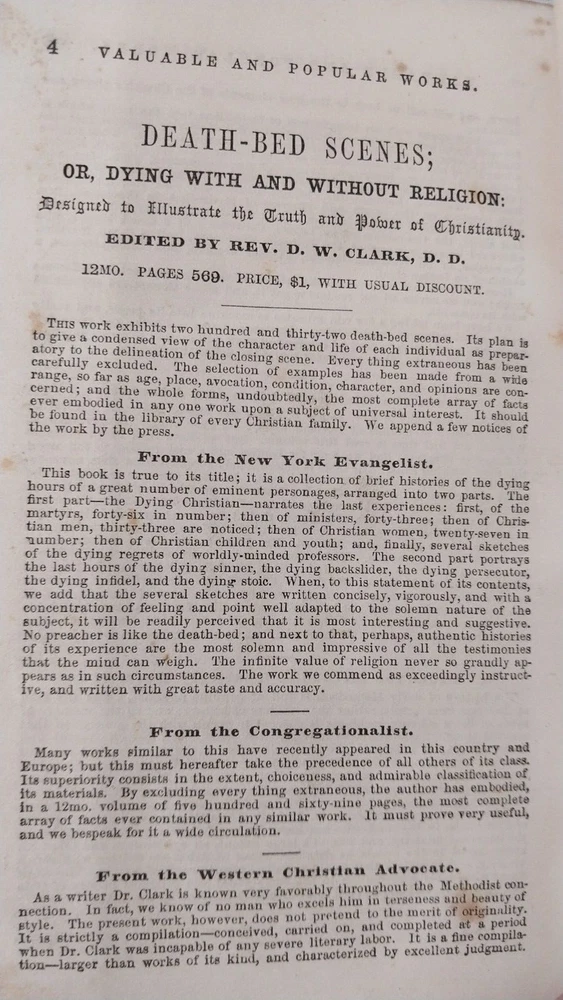 4 VALUABLE AND POPULAR WORKS.
DEATH-BED SCENES;
OR, DYING WITH AND WITHOUT RELIGION:
Designed to Illustrate the Truth and Power of Christianity.
EDITED BY REV. D. W. CLARK, D. D.
12MO. PAGES 569. PRICE, $1, WITH USUAL DISCOUNT.
THIS work exhibits two hundred and thirty-two death-bed scenes. Its plan is
to give a condensed view of the character and life of each individual as prepar-
atory to the delineation of the closing scene. Every thing extraneous has been
carefully excluded. The selection of examples has been made from a wide
range, so far as age, place, avocation, condition, character, and opinions are con-
cerned; and the whole forms, undoubtedly, the most complete array of facts
ever embodied in any one work upon a subject of universal interest. It should
be found in the library of every Christian family. We append a few notices of
the work by the press.
From the New York Evangelist.
This book is true to its title; it is a collection of brief histories of the dying
hours of a great number of eminent personages, arranged into two parts. The
first part—the Dying Christian—narrates the last experiences: first, of the
martyrs, forty-six in number; then of ministers, forty-three; then of Chris-
tian men, thirty-three are noticed; then of Christian women, twenty-seven in
number; then of Christian children and youth; and, finally, several sketches
of the dying regrets of worldly-minded professors. The second part portrays
the last hours of the dying sinner, the dying backslider, the dying persecutor,
the dying infidel, and the dying stoic. When, to this statement of its contents,
we add that the several sketches are written concisely, vigorously, and with a
concentration of feeling and point well adapted to the solemn nature of the
subject, it will be readily perceived that it is most interesting and suggestive.
No preacher is like the death-bed; and next to that, perhaps, authentic histories
of its experience are the most solemn and impressive of all the testimonies
that the mind can weigh. The infinite value of religion never so grandly ap-
pears as in such circumstances. The work we commend as exceedingly instruct-
ive, and written with great taste and accuracy.
From the Congregationalist.
Many works similar to this have recently appeared in this country and
Europe; but this must hereafter take the precedence of all others of its class.
Its superiority consists in the extent, choiceness, and admirable classification of
its materials. By excluding every thing extraneous, the author has embodied,
in a 12mo. volume of five hundred and sixty-nine pages, the most complete
array of facts ever contained in any similar work. It must prove very useful,
and we bespeak for it a wide circulation.
From the Western Christian Advocate.
As a writer Dr. Clark is known very favorably throughout the Methodist con-
nection. In fact, we know of no man who excels him in terseness and beauty of
style. The present work, however, does not pretend to the merit of originality.
It is strictly a compilation—conceived, carried on, and completed at a period
when Dr. Clark was incapable of any severe literary labor. It is a fine compila-
tion—larger than works of its kind, and characterized by excellent judgment.